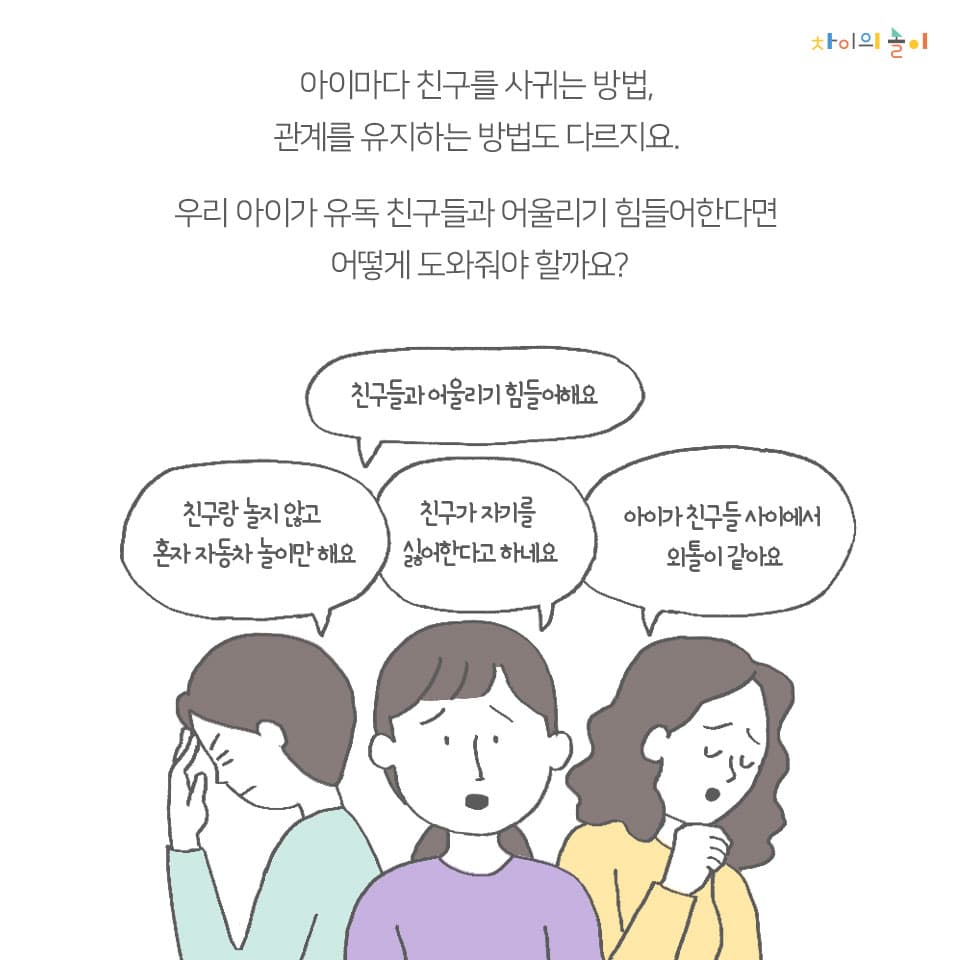 차이의 놀이
아이마다 친구를 사귀는 방법,
관계를 유지하는 방법도 다르지요.
우리 아이가 유독 친구들과 어울리기 힘들어한다면
어떻게 도와줘야 할까요?
친구들과 어울리기 힘들어해요
친구랑 놀지 않고
혼자 자동차 놀이만 해요
친구가 자기를
싫어한다고 하네요
아이가 친구들 사이에서
외톨이 같아요